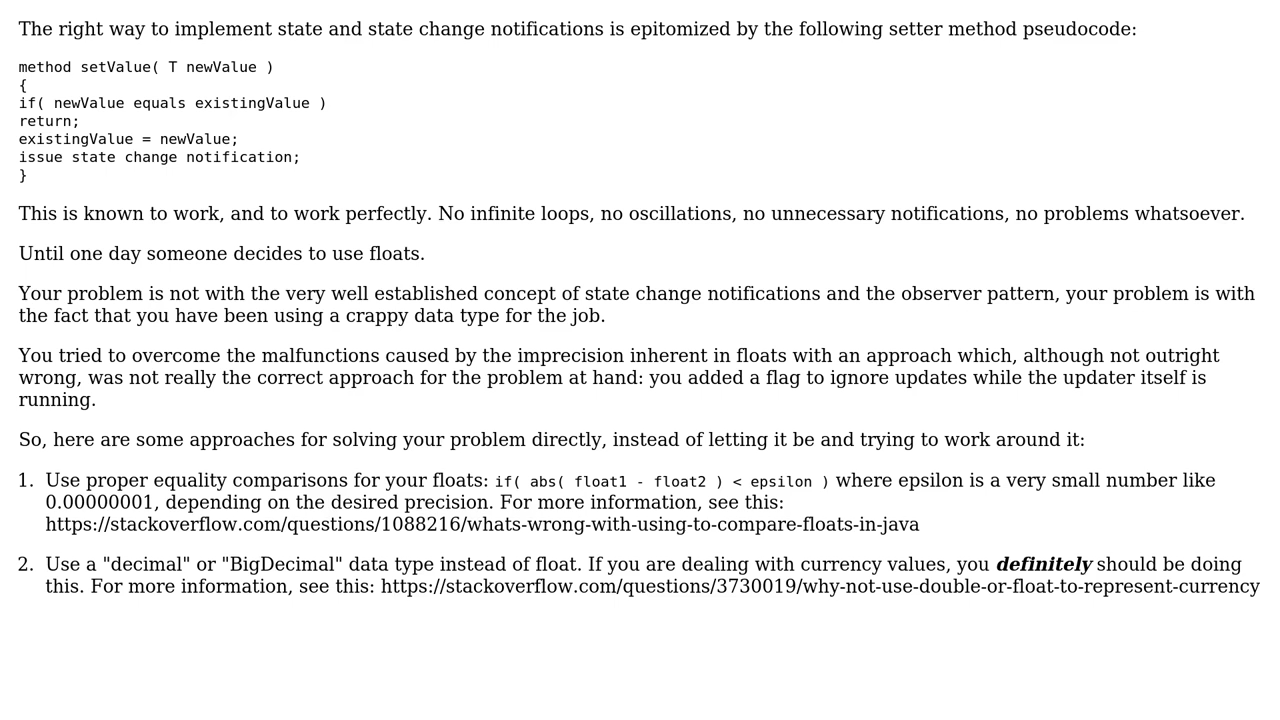 The right way to implement state and state change notifications is epitomized by the following setter method pseudocode:
method setValue( T newValue )
{
if( newValue equals existingValue )
return;
existingValue = newValue;
issue state change notification;
}
This is known to work, and to work perfectly. No infinite loops, no oscillations, no unnecessary notifications, no problems whatsoever.
Until one day someone decides to use floats.
Your problem is not with the very well established concept of state change notifications and the observer pattern, your problem is with
the fact that you have been using a crappy data type for the job.
You tried to overcome the malfunctions caused by the imprecision inherent in floats with an approach which, although not outright
wrong, was not really the correct approach for the problem at hand: you added a flag to ignore updates while the updater itself is
running.
So, here are some approaches for solving your problem directly, instead of letting it be and trying to work around it:
1. Use proper equality comparisons for your floats: if( abs( float1 - float2 ) < epsilon ) where epsilon is a very small number like
0.00000001, depending on the desired precision. For more information, see this:
https://stackoverflow.com/questions/1088216/whats-wrong-with-using-to-compare-floats-in-java
2. Use a "decimal" or "BigDecimal" data type instead of float. If you are dealing with currency values, you definitely should be doing
this. For more information, see this: https://stackoverflow.com/questions/3730019/why-not-use-double-or-float-to-represent-currency